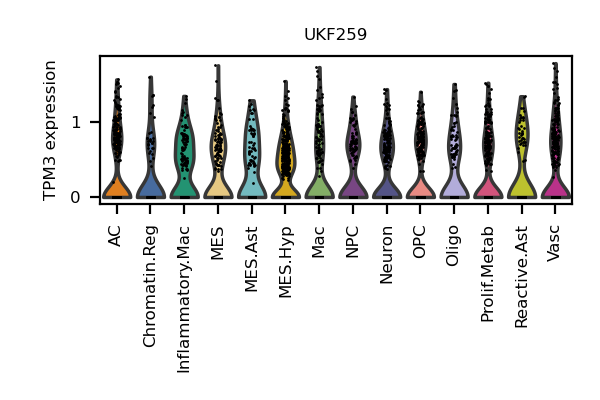 UKF259
TPM3 expression
1
0
AC
Chromatin.Reg
Inflammatory.Mac
MES
MES.Ast
MES.Hyp
Mac
NPC
Neuron
OPC
Oligo
Prolif.Metab
Reactive.Ast
Vasc